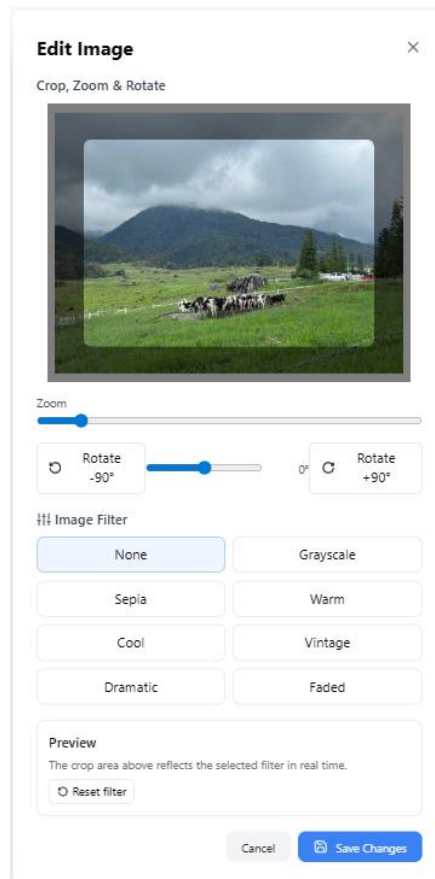 Edit Image
Crop, Zoom & Rotate
Zoom
Rotate
-90°
0°
Rotate
+90°
Image Filter
None
Grayscale
Sepia
Warm
Cool
Vintage
Dramatic
Faded
Preview
The crop area above reflects the selected filter in real time.
Reset filter
Cancel
Save Changes